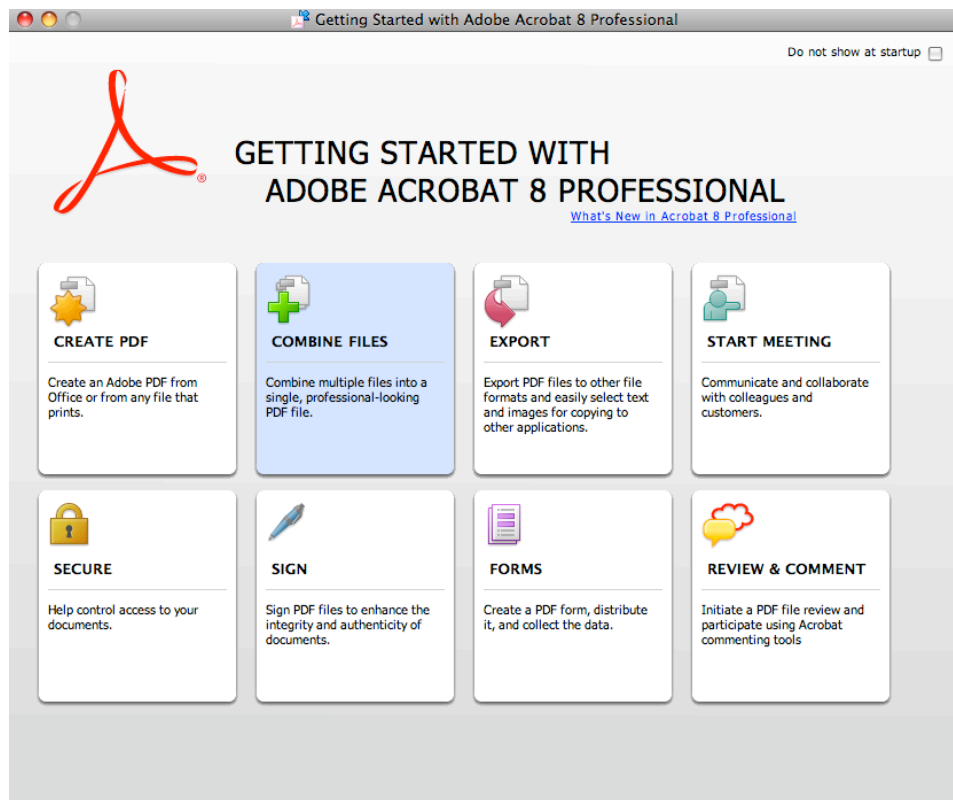 Getting Started with Adobe Acrobat 8 Professional
Do not show at startup
GETTING STARTED WITH
ADOBE ACROBAT 8 PROFESSIONAL
®
What's New in Acrobat 8 Professional
CREATE PDF
Create an Adobe PDF from
Office or from any file that
prints.
COMBINE FILES
Combine multiple files into a
single, professional-looking
PDF file.
EXPORT
Export PDF files to other file
formats and easily select text
and images for copying to
other applications.
START MEETING
Communicate and collaborate
with colleagues and
customers.
SECURE
Help control access to your
documents.
SIGN
Sign PDF files to enhance the
integrity and authenticity of
documents.
FORMS
Create a PDF form, distribute
it, and collect the data.
REVIEW & COMMENT
Initiate a PDF file review and
participate using Acrobat
commenting tools